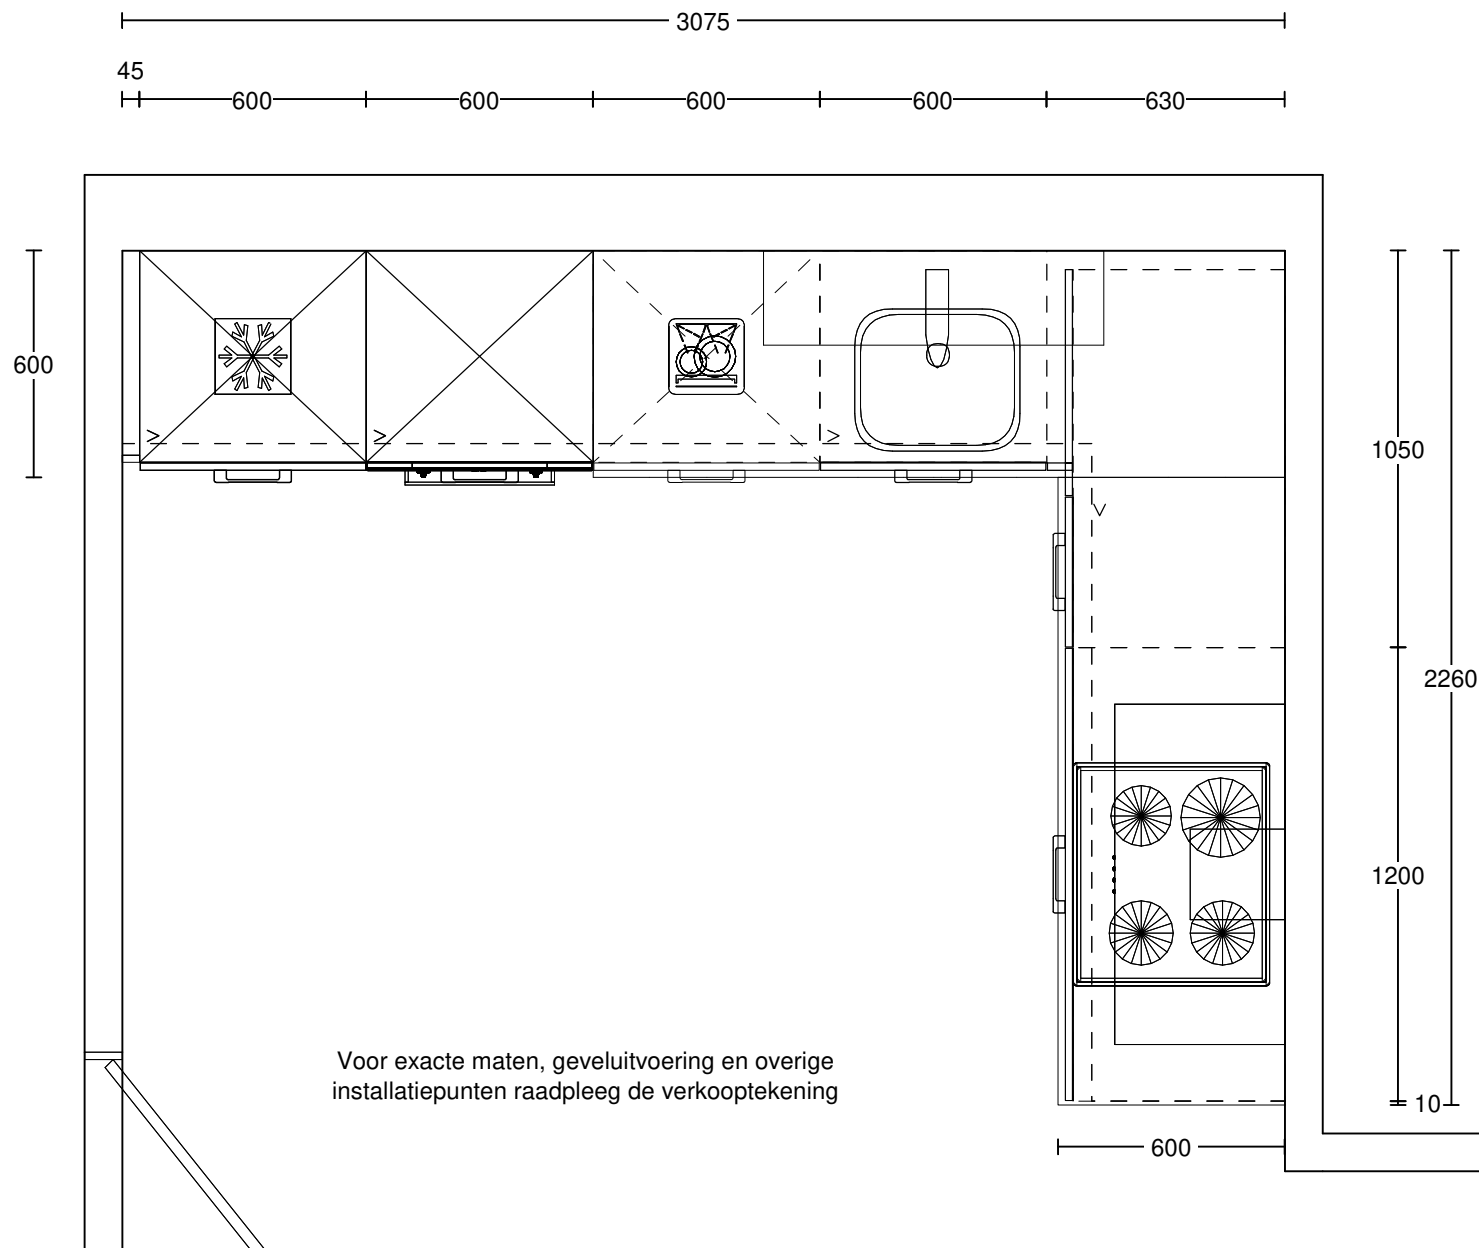 3075
45
600 600 600 600 630
600
1050
2260
1200
Voor exacte maten, geveluitvoering en overige
installatiepunten raadpleeg de verkooptekening
10
600